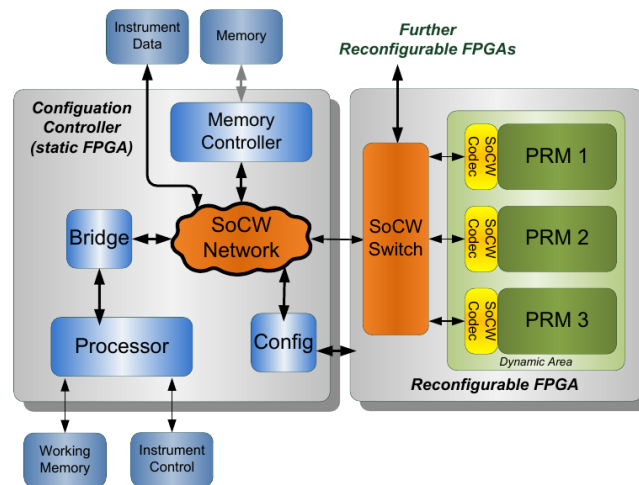 Instrument
Data
Memory
Further
Reconfigurable FPGAs
Configuation
Controller
(static FPGA)
Memory
Controller
SoCW
Network
Bridge
Processor
Config
SoCW
Switch
SoCW
Codec
PRM 1
SoCW
Codec
PRM 2
SoCW
Codec
PRM 3
Dynamic Area
Reconfigurable FPGA
Working
Memory
Instrument
Control